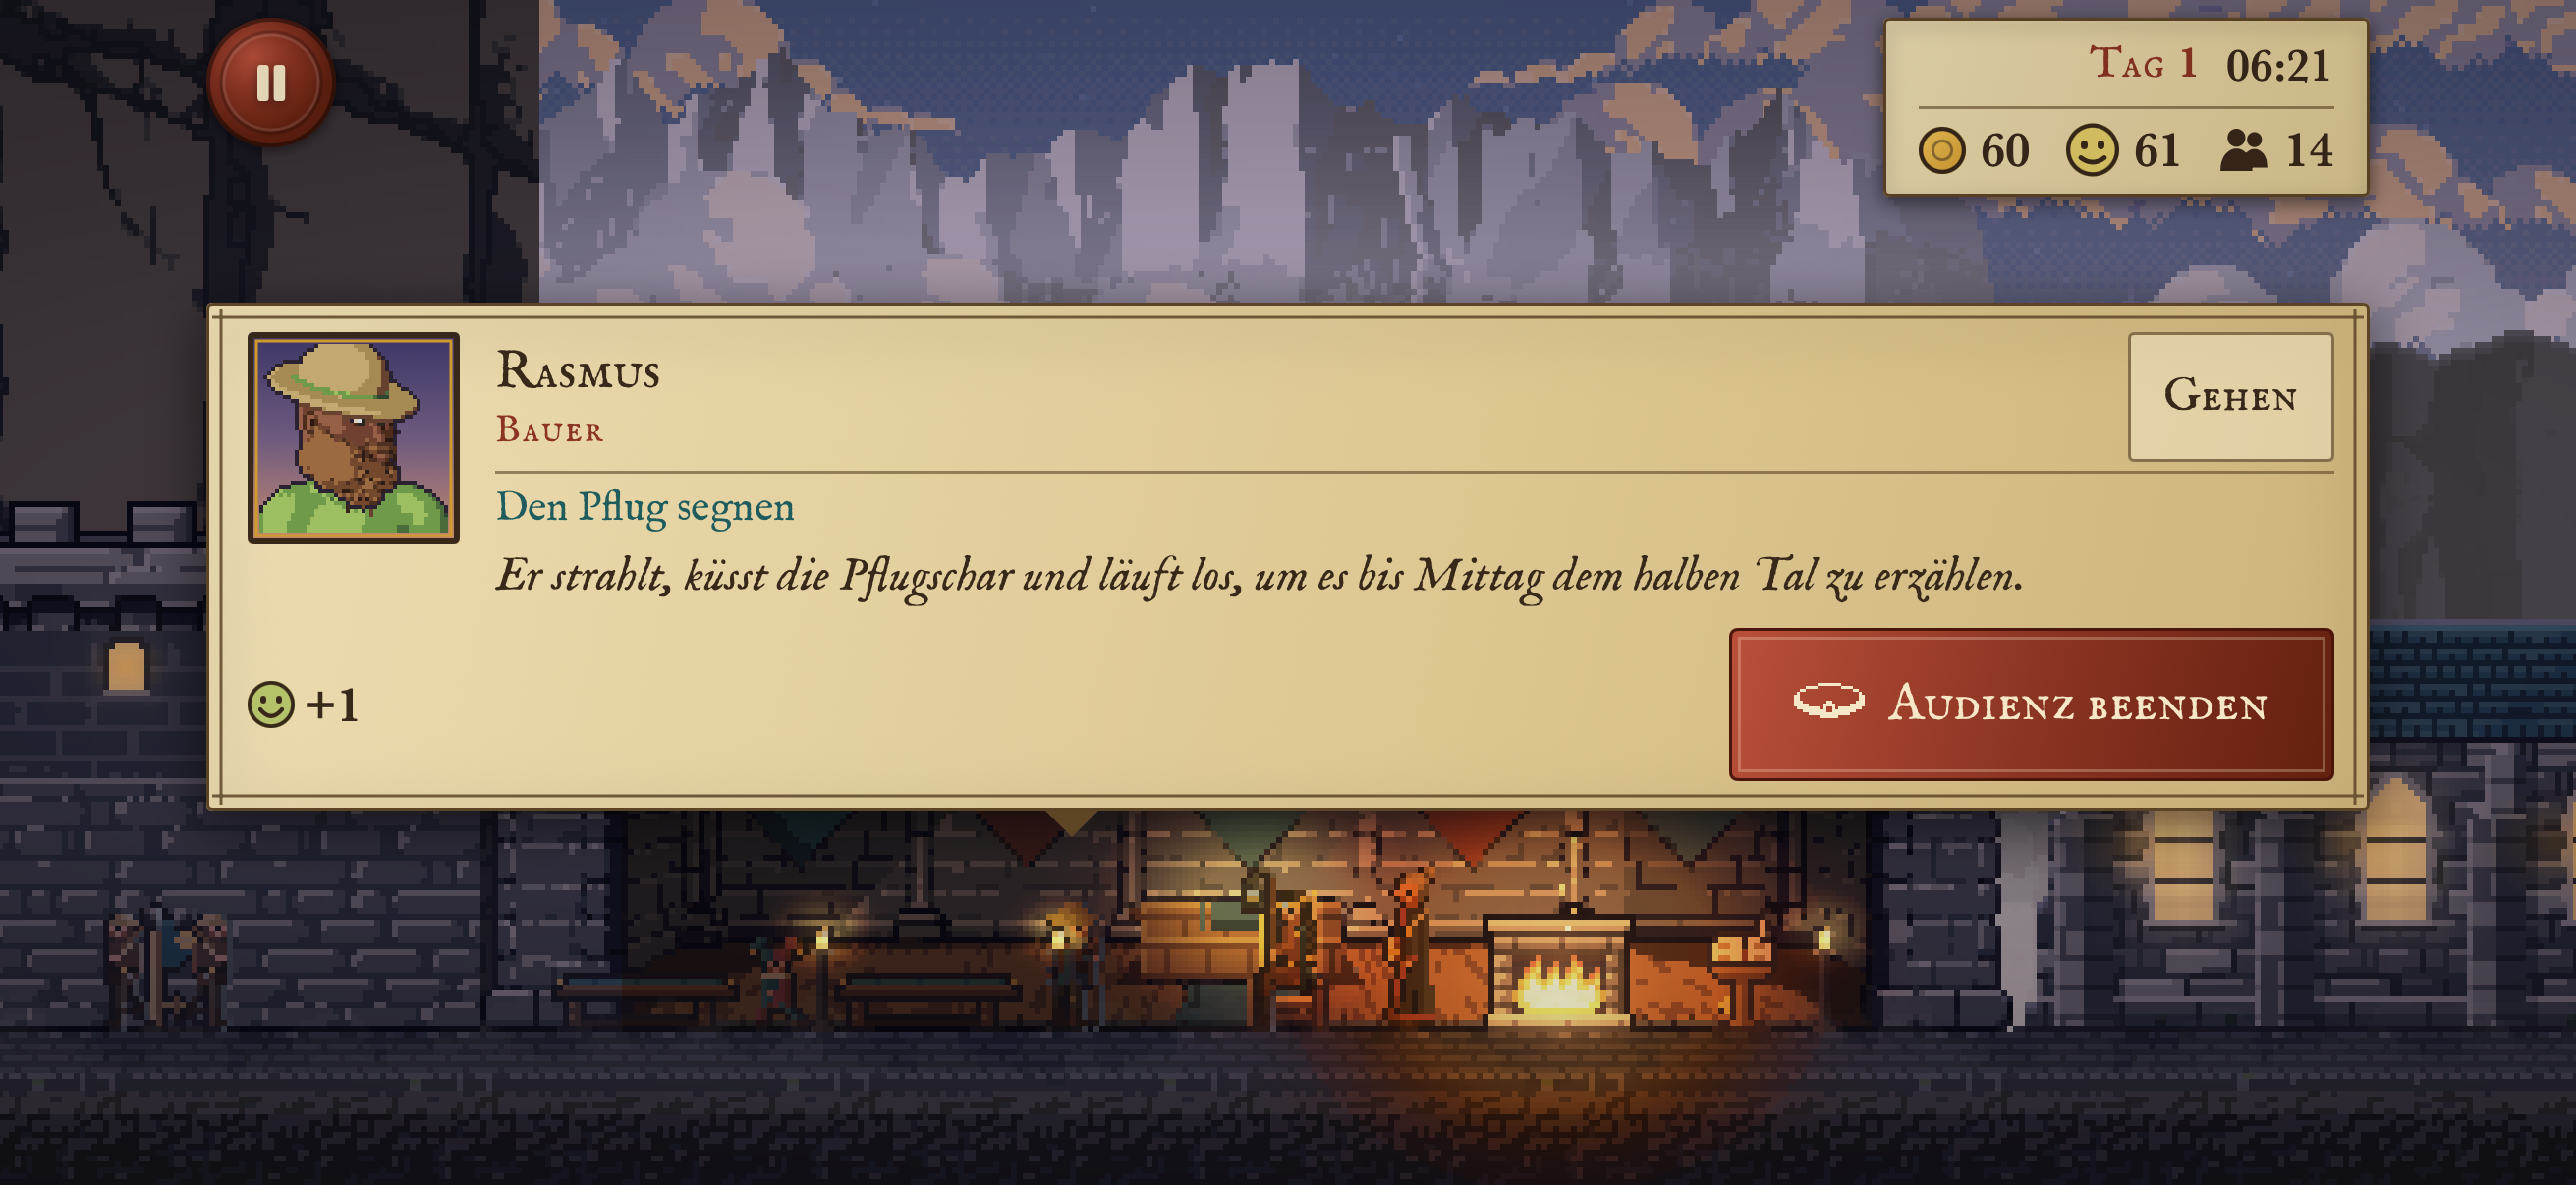 Tag 1 06:21
60 61 14
Rasmus
Bauer
Gehen
Den Pflug segnen
Er strahlt, küsst die Pflugschar und läuft los, um es bis Mittag dem halben Tal zu erzählen.
+1
Audienz beenden